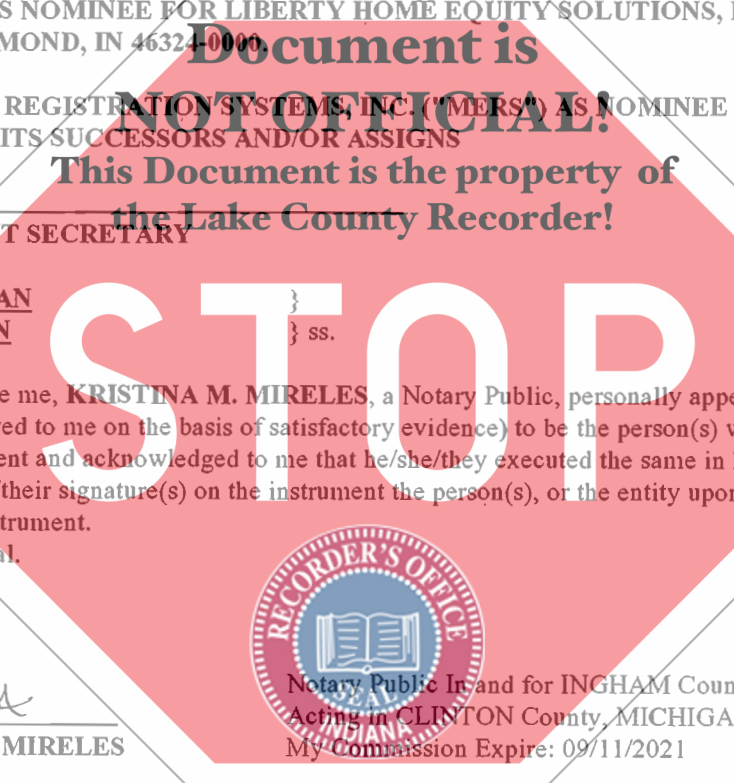 S NOMINEE FOR LIBERTY HOME EQUITY SOLUTIONS,
MOND, IN 46324-0000.
Document is
REGISTRATION SYSTEMS, INC. ("MERS") AS NOMINEE
NOT OFFICIAL!
ITS SUCCESSORS AND/OR ASSIGNS
This Document is the property of
the Lake County Recorder!
T SECRETARY
AN }
N } ss.
STOP
e me, KRISTINA M. MIRELES, a Notary Public, personally appe
ed to me on the basis of satisfactory evidence) to be the person(s) w
ent and acknowledged to me that he/she/they executed the same in
/their signature(s) on the instrument the person(s), or the entity upon
trument.
al.
RECORDER'S OFFICE
SEAL
INDIANA
Notary Public In and for INGHAM Coun
Acting in CLINTON County, MICHIGA
MIRELES
My Commission Expire: 09/11/2021